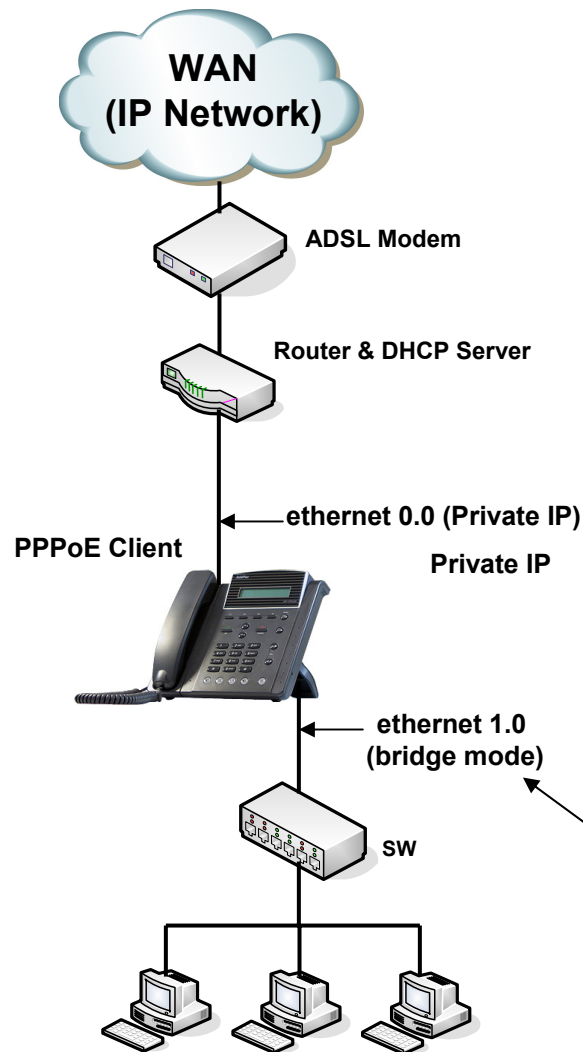 WAN
(IP Network)
ADSL Modem
Router & DHCP Server
ethernet 0.0 (Private IP)
PPPoE Client
Private IP
ethernet 1.0
(bridge mode)
SW